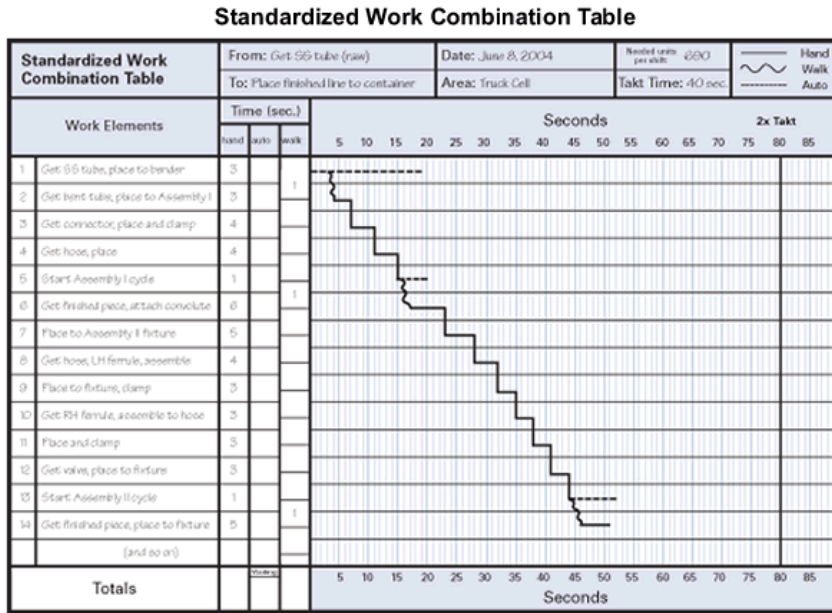 Standardized Work Combination Table
Standardized Work
Combination Table
From: Get SS tube (raw)
To: Place finished line to container
Date: June 8, 2004
Area: Truck Cell
Needed units
per shift: 690
Takt Time: 40 sec.
Hand
Walk
Auto
Work Elements
Time (sec.)
hand auto walk
Seconds
2x Takt
5 10 15 20 25 30 35 40 45 50 55 60 65 70 75 80 85
1 Get SS tube, place to bender 3
1
2 Get bent tube, place to Assembly I 3
3 Get connector, place and clamp 4
4 Get hose, place 4
5 Start Assembly I cycle 1
1
6 Get finished piece, attach convolute 6
7 Place to Assembly II fixture 5
8 Get hose, LH ferrule, assemble 4
9 Place to fixture, clamp 3
10 Get RH ferrule, assemble to hose 3
11 Place and clamp 3
12 Get valve, place to fixture 3
13 Start Assembly II cycle 1
1
14 Get finished piece, place to fixture 5
(and so on)
Totals
Waiting
5 10 15 20 25 30 35 40 45 50 55 60 65 70 75 80 85
Seconds